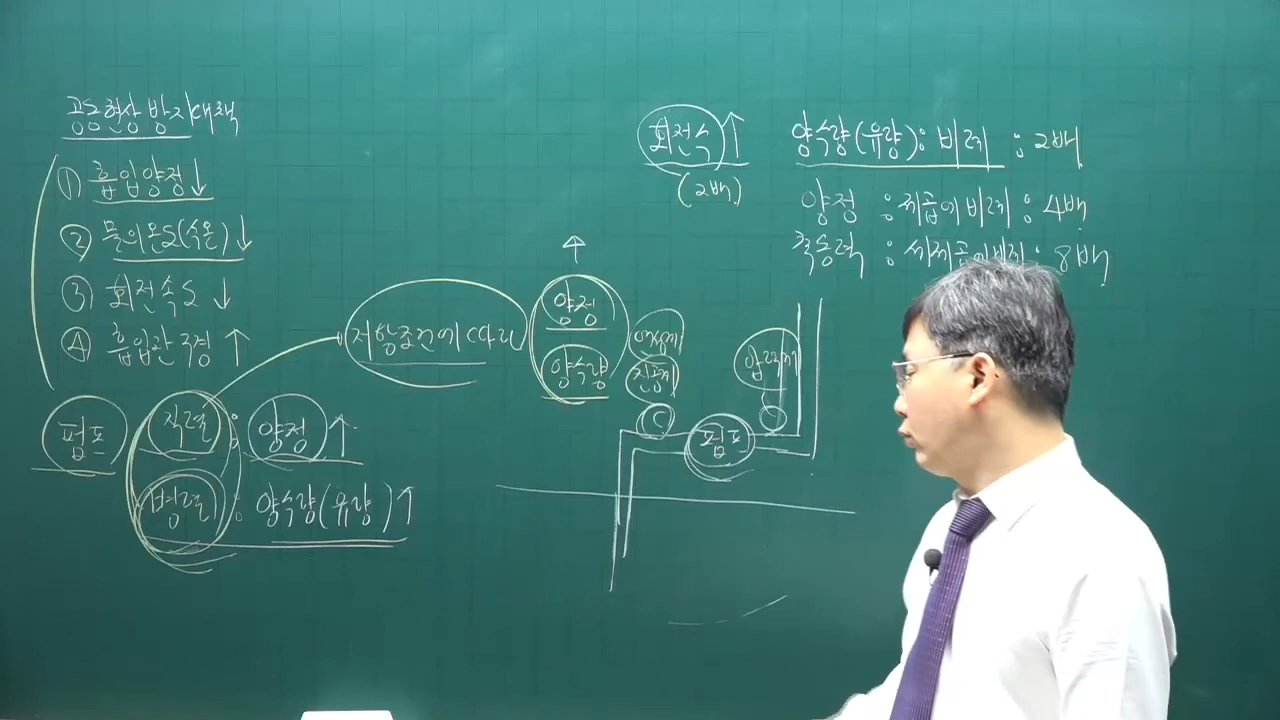 공동현상 방지대책
① 흡입양정↓
② 물의온도(수온)↓
③ 회전속도↓
④ 흡입관 구경↑
펌프 직렬 : 양정↑
병렬 : 양수량(유량)↑
저항조건에 따라
양정
양수량
연성계
진공계
압력계
C
펌프
회전수↑
(2배)
양수량(유량) : 비례 : 2배
양정 : 제곱에 비례 : 4배
축동력 : 세제곱에 비례 : 8배